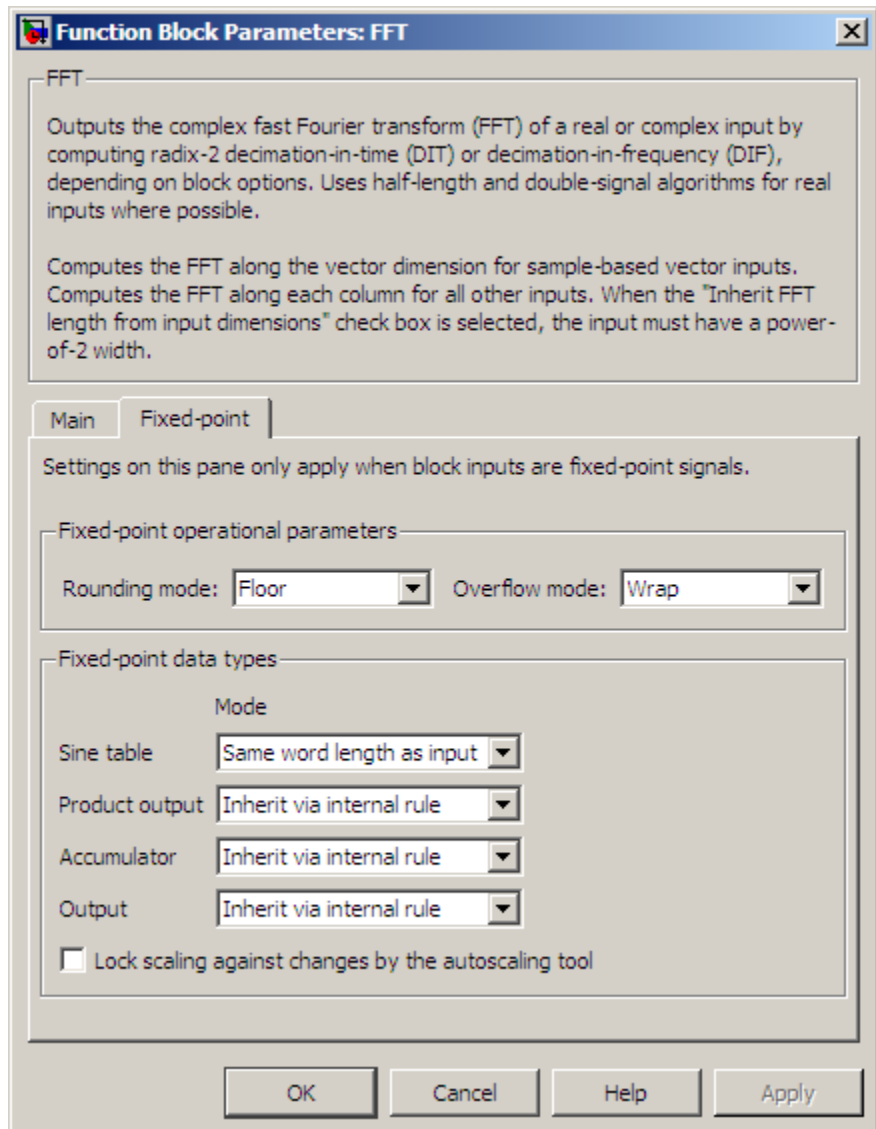 Function Block Parameters: FFT
FFT
Outputs the complex fast Fourier transform (FFT) of a real or complex input by
computing radix-2 decimation-in-time (DIT) or decimation-in-frequency (DIF),
depending on block options. Uses half-length and double-signal algorithms for real
inputs where possible.
Computes the FFT along the vector dimension for sample-based vector inputs.
Computes the FFT along each column for all other inputs. When the "Inherit FFT
length from input dimensions" check box is selected, the input must have a power-
of-2 width.
Main Fixed-point
Settings on this pane only apply when block inputs are fixed-point signals.
Fixed-point operational parameters
Rounding mode: Floor Overflow mode: Wrap
Fixed-point data types
Mode
Sine table Same word length as input
Product output Inherit via internal rule
Accumulator Inherit via internal rule
Output Inherit via internal rule
Lock scaling against changes by the autoscaling tool
OK Cancel Help Apply